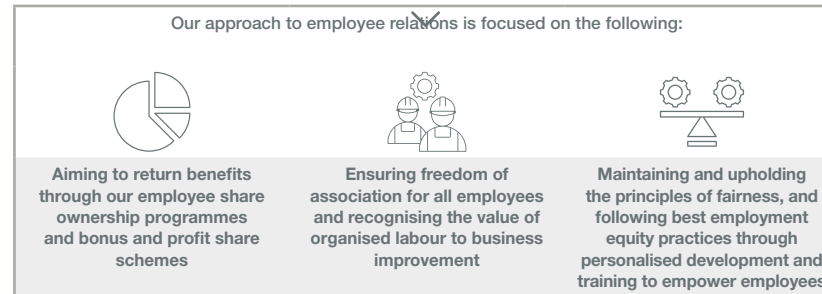 Our approach to employee relations is focused on the following:
Aiming to return benefits
through our employee share
ownership programmes
and bonus and profit share
schemes
Ensuring freedom of
association for all employees
and recognising the value of
organised labour to business
improvement
Maintaining and upholding
the principles of fairness, and
following best employment
equity practices through
personalised development and
training to empower employees